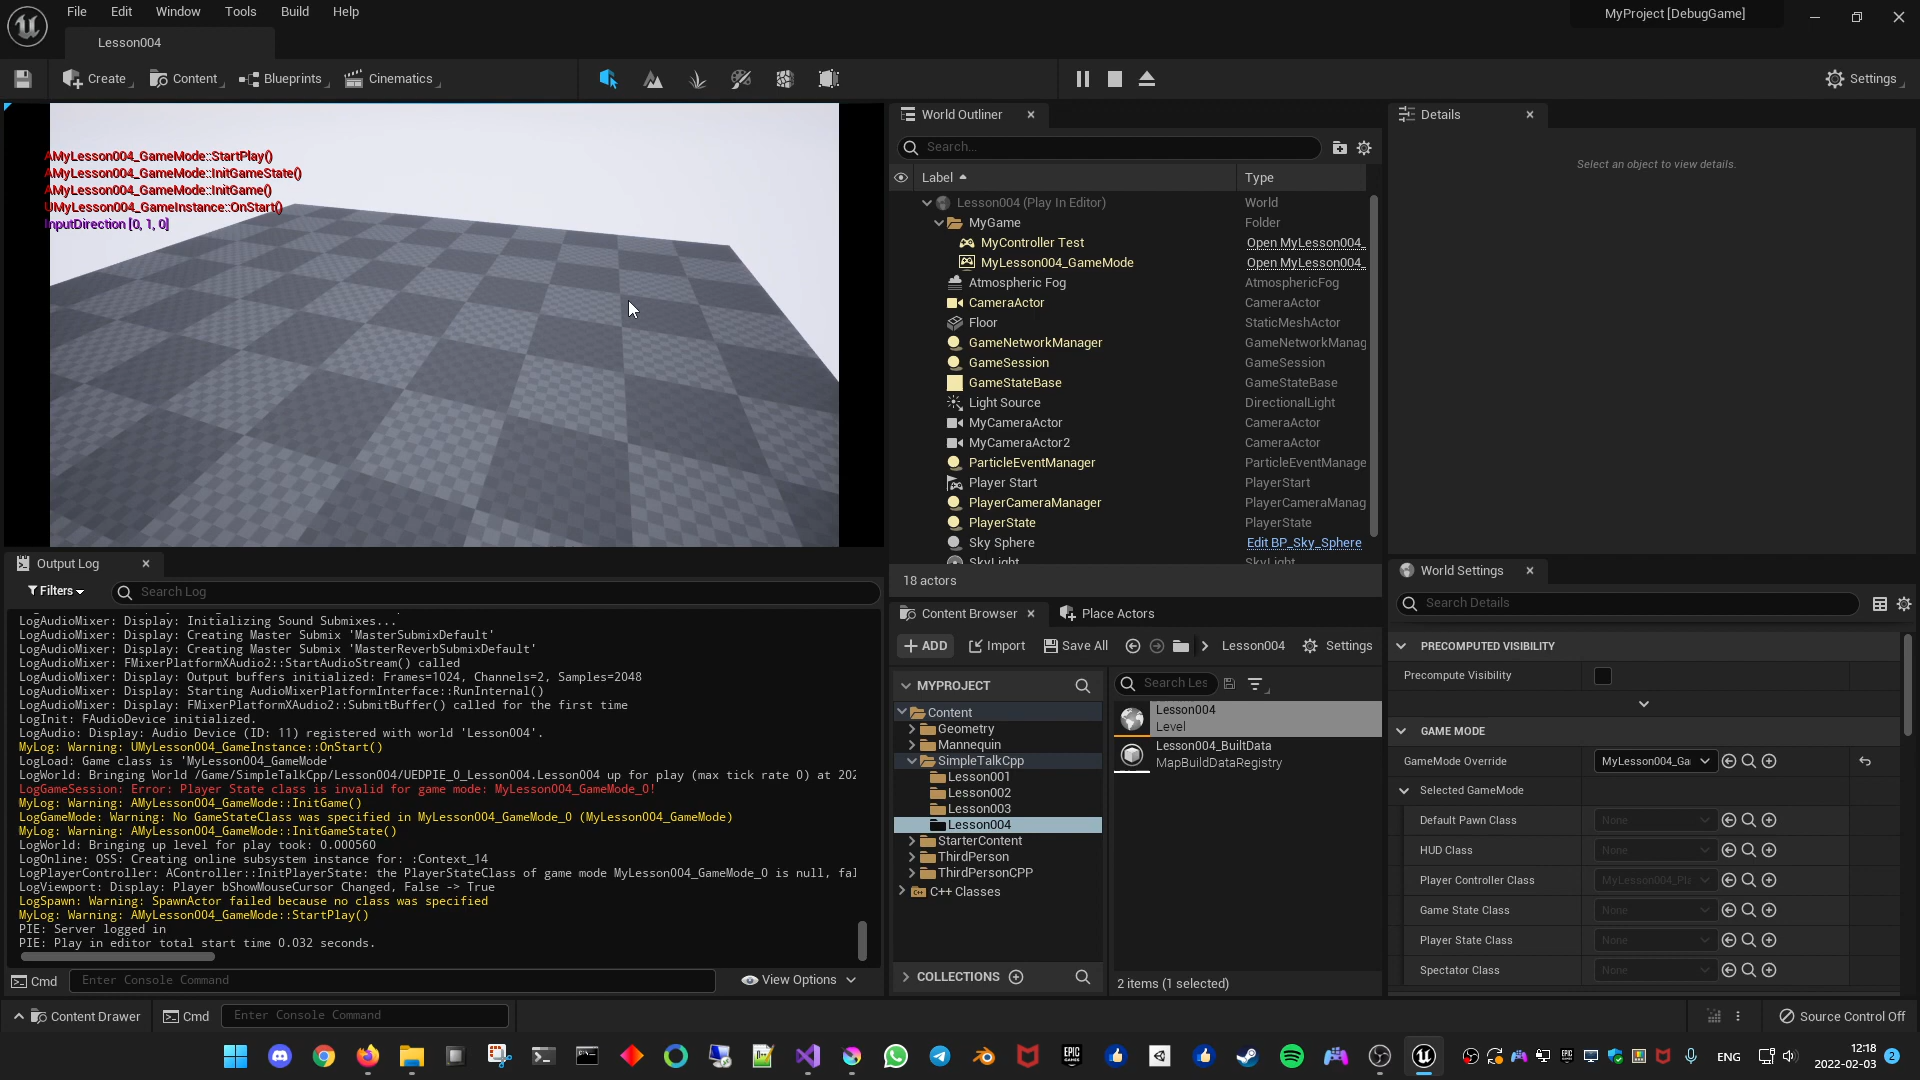 File Edit Window Tools Build Help
MyProject [DebugGame]
Lesson004
Create
Content
Blueprints
Cinematics
Settings
AMyLesson004_GameMode::StartPlay()
AMyLesson004_GameMode::InitGameState()
AMyLesson004_GameMode::InitGame()
UMyLesson004_GameInstance::OnStart()
InputDirection [0, 1, 0]
World Outliner
Search...
Label Type
Lesson004 (Play In Editor) World
MyGame Folder
MyController Test Open MyLesson004_
MyLesson004_GameMode Open MyLesson004_
Atmospheric Fog AtmosphericFog
CameraActor CameraActor
Floor StaticMeshActor
GameNetworkManager GameNetworkManag
GameSession GameSession
GameStateBase GameStateBase
Light Source DirectionalLight
MyCameraActor CameraActor
MyCameraActor2 CameraActor
ParticleEventManager ParticleEventManage
Player Start PlayerStart
PlayerCameraManager PlayerCameraManag
PlayerState PlayerState
Sky Sphere Edit BP_Sky_Sphere
SkyLight SkyLight
18 actors
Details
Select an object to view details.
Output Log
Filters
Search Log
LogAudioMixer: Display: Initializing Sound Submixes...
LogAudioMixer: Display: Creating Master Submix 'MasterSubmixDefault'
LogAudioMixer: Display: Creating Master Submix 'MasterReverbSubmixDefault'
LogAudioMixer: FMixerPlatformXAudio2::StartAudioStream() called
LogAudioMixer: Display: Output buffers initialized: Frames=1024, Channels=2, Samples=2048
LogAudioMixer: Display: Starting AudioMixerPlatformInterface::RunInternal()
LogAudioMixer: Display: FMixerPlatformXAudio2::SubmitBuffer() called for the first time
LogInit: FAudioDevice initialized.
LogAudio: Display: Audio Device (ID: 11) registered with world 'Lesson004'.
MyLog: Warning: UMyLesson004_GameInstance::OnStart()
LogLoad: Game class is 'MyLesson004_GameMode'
LogWorld: Bringing World /Game/SimpleTalkCpp/Lesson004/UEDPIE_0_Lesson004.Lesson004 up for play (max tick rate 0) at 202
LogGameSession: Error: Player State class is invalid for game mode: MyLesson004_GameMode_0!
MyLog: Warning: AMyLesson004_GameMode::InitGame()
LogGameMode: Warning: No GameStateClass was specified in MyLesson004_GameMode_0 (MyLesson004_GameMode)
MyLog: Warning: AMyLesson004_GameMode::InitGameState()
LogWorld: Bringing up level for play took: 0.000560
LogOnline: OSS: Creating online subsystem instance for: :Context_14
LogPlayerController: AController::InitPlayerState: the PlayerStateClass of game mode MyLesson004_GameMode_0 is null, fal
LogViewport: Display: Player bShowMouseCursor Changed, False -> True
LogSpawn: Warning: SpawnActor failed because no class was specified
MyLog: Warning: AMyLesson004_GameMode::StartPlay()
PIE: Server logged in
PIE: Play in editor total start time 0.032 seconds.
Cmd
Enter Console Command
View Options
Content Browser
Place Actors
ADD
Import
Save All
Lesson004
Settings
MYPROJECT
Search Les
Content
Geometry
Mannequin
SimpleTalkCpp
Lesson001
Lesson002
Lesson003
Lesson004
StarterContent
ThirdPerson
ThirdPersonCPP
C++ Classes
COLLECTIONS
Lesson004
Level
Lesson004_BuiltData
MapBuildDataRegistry
2 items (1 selected)
World Settings
Search Details
PRECOMPUTED VISIBILITY
Precompute Visibility
GAME MODE
GameMode Override MyLesson004_Ga
Selected GameMode
Default Pawn Class None
HUD Class None
Player Controller Class MyLesson004_Pla
Game State Class None
Player State Class None
Spectator Class None
Content Drawer
Cmd
Enter Console Command
Source Control Off
EPIC GAMES
ENG
12:18
2022-02-03
2